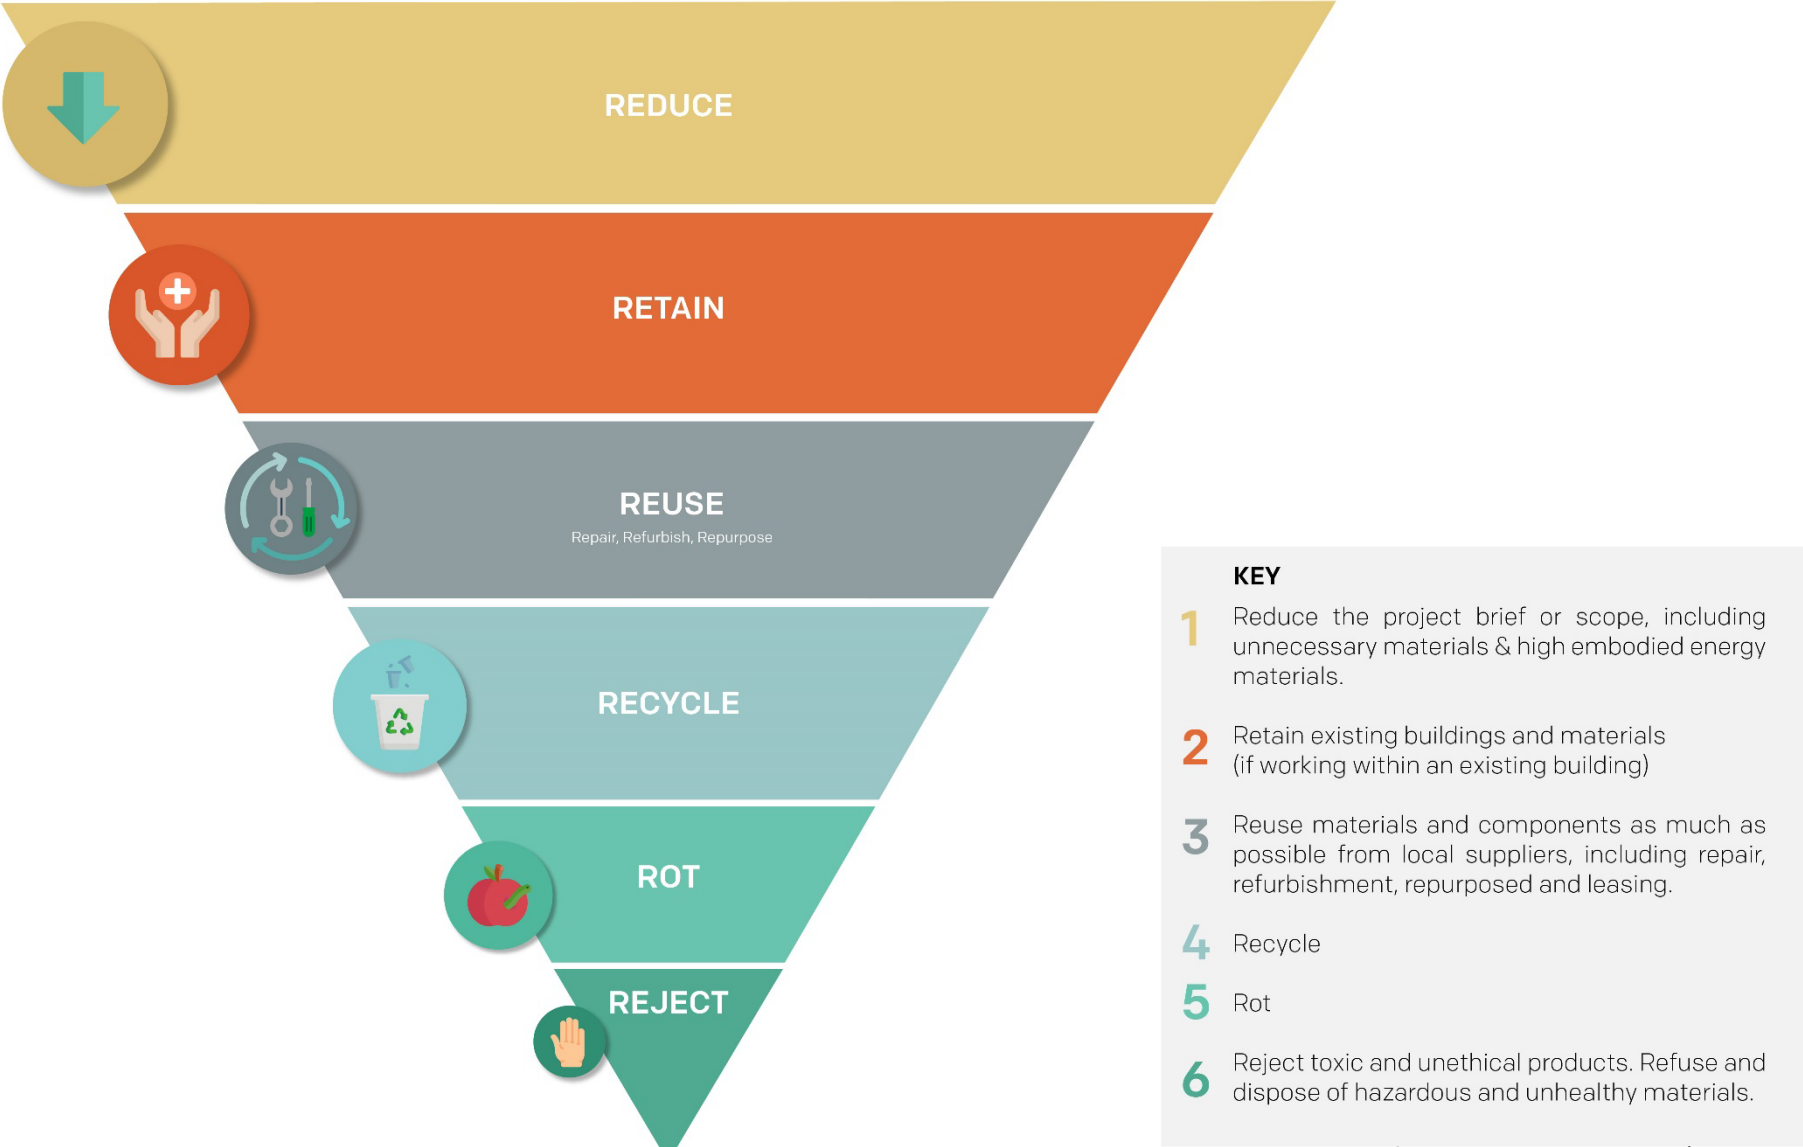 REDUCE
RETAIN
REUSE
Repair, Refurbish, Repurpose
RECYCLE
ROT
REJECT
KEY
1 Reduce the project brief or scope, including
unnecessary materials & high embodied energy
materials.
2 Retain existing buildings and materials
(if working within an existing building)
3 Reuse materials and components as much as
possible from local suppliers, including repair,
refurbishment, repurposed and leasing.
4 Recycle
5 Rot
6 Reject toxic and unethical products. Refuse and
dispose of hazardous and unhealthy materials.